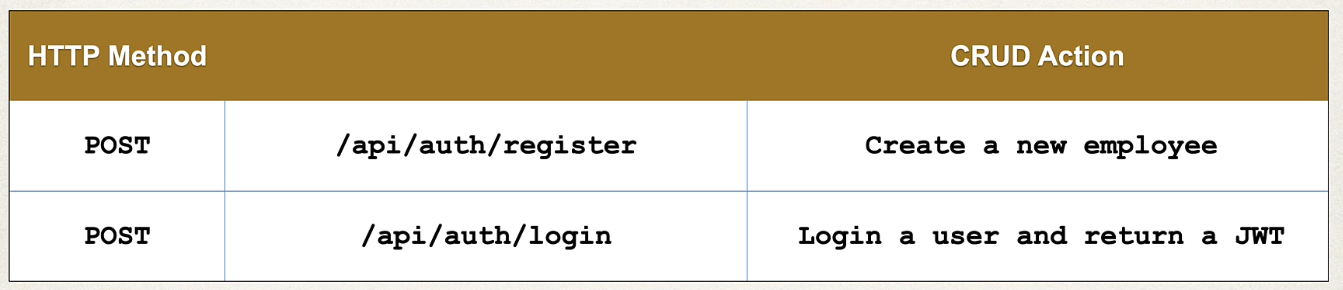 HTTP Method CRUD Action
POST /api/auth/register Create a new employee
POST /api/auth/login Login a user and return a JWT